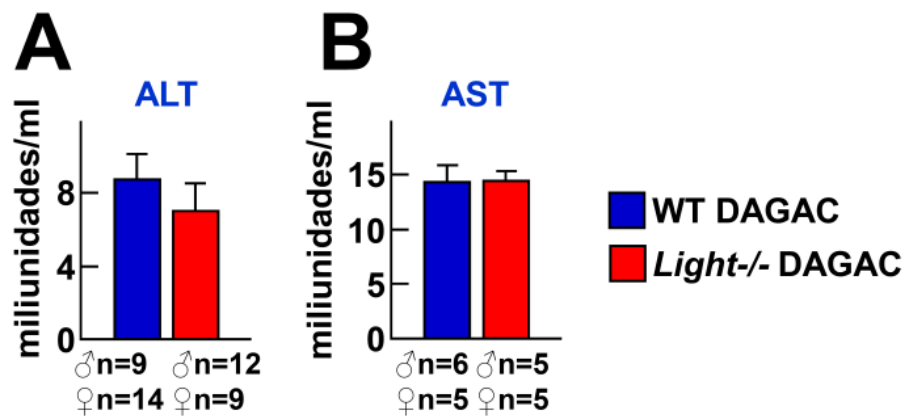 A
ALT
miliunidades/ml
8
4
0
♂n=9 ♂n=12
♀n=14 ♀n=9
B
AST
miliunidades/ml
15
10
5
0
♂n=6 ♂n=5
♀n=5 ♀n=5
WT DAGAC
Light-/- DAGAC